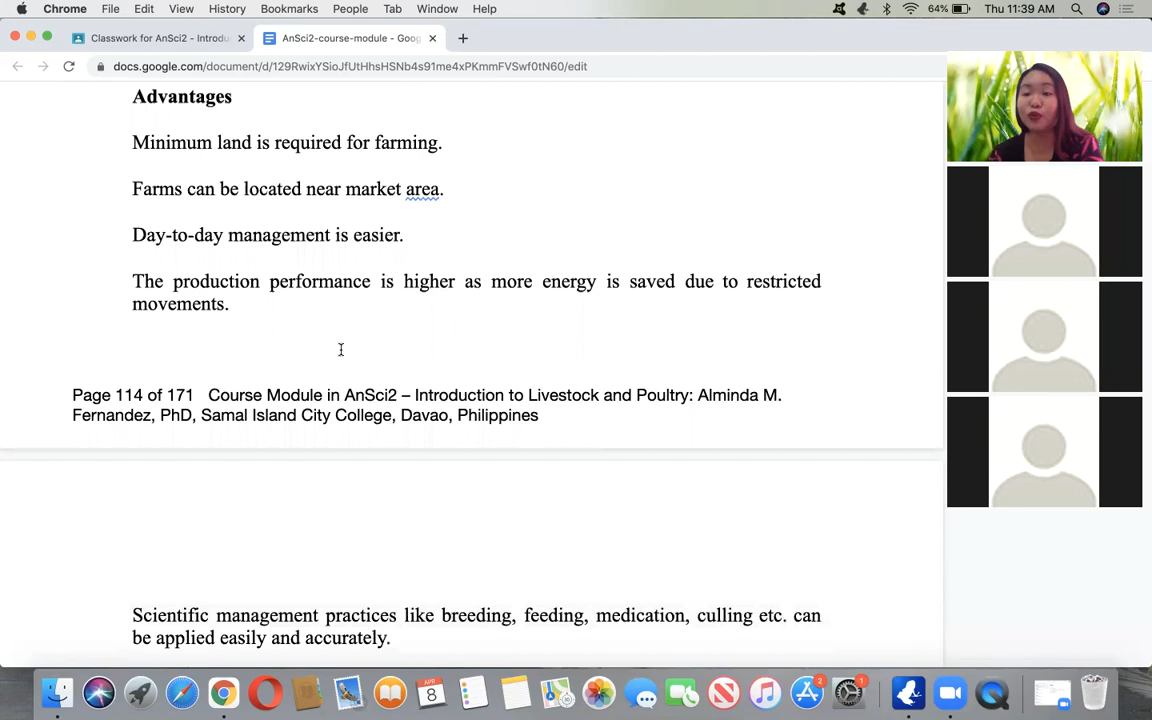 Chrome File Edit View History Bookmarks People Tab Window Help 64% Thu 11:39 AM
Classwork for AnSci2 - Introdu
AnSci2-course-module - Goog
docs.google.com/document/d/129RwixYSioJfUtHhsHSNb4s91me4xPKmmFVSwf0tN60/edit
Advantages
Minimum land is required for farming.
Farms can be located near market area.
Day-to-day management is easier.
The production performance is higher as more energy is saved due to restricted
movements.
Page 114 of 171 Course Module in AnSci2 – Introduction to Livestock and Poultry: Alminda M.
Fernandez, PhD, Samal Island City College, Davao, Philippines
Scientific management practices like breeding, feeding, medication, culling etc. can
be applied easily and accurately.
APR
8
2
1